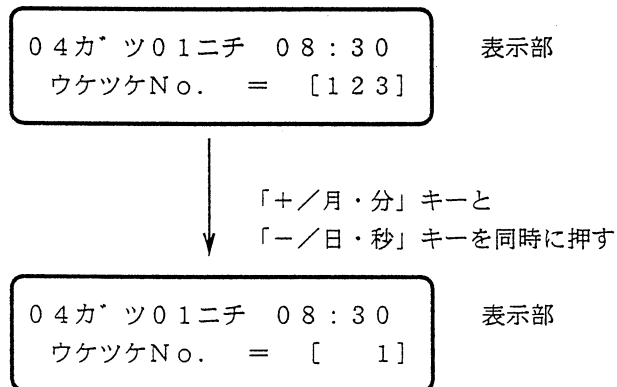 04ガツ01ニチ 08:30 表示部
ウケツケNo. = [123]
「+/月・分」キーと
「-/日・秒」キーを同時に押す
04ガツ01ニチ 08:30 表示部
ウケツケNo. = [  1]